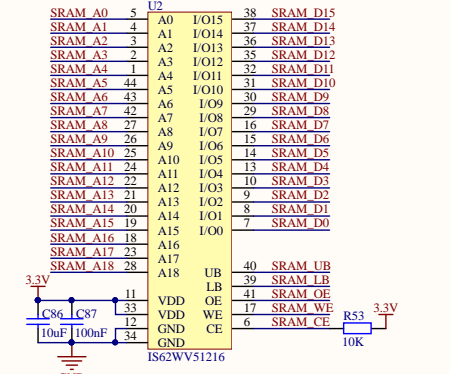 U2
SRAM_A0 5 A0 I/O15 38 SRAM_D15
SRAM_A1 4 A1 I/O14 37 SRAM_D14
SRAM_A2 3 A2 I/O13 36 SRAM_D13
SRAM_A3 2 A3 I/O12 35 SRAM_D12
SRAM_A4 1 A4 I/O11 32 SRAM_D11
SRAM_A5 44 A5 I/O10 31 SRAM_D10
SRAM_A6 43 A6 I/O9 30 SRAM_D9
SRAM_A7 42 A7 I/O8 29 SRAM_D8
SRAM_A8 27 A8 I/O7 16 SRAM_D7
SRAM_A9 26 A9 I/O6 15 SRAM_D6
SRAM_A10 25 A10 I/O5 14 SRAM_D5
SRAM_A11 24 A11 I/O4 13 SRAM_D4
SRAM_A12 22 A12 I/O3 10 SRAM_D3
SRAM_A13 21 A13 I/O2 9 SRAM_D2
SRAM_A14 20 A14 I/O1 8 SRAM_D1
SRAM_A15 19 A15 I/O0 7 SRAM_D0
SRAM_A16 18 A16
SRAM_A17 23 A17
SRAM_A18 28 A18 UB 40 SRAM_UB
3.3V LB 39 SRAM_LB
11 VDD OE 41 SRAM_OE
C86 C87 33 VDD WE 17 SRAM_WE R53 3.3V
10uF 100nF 12 GND CE 6 SRAM_CE
34 GND 10K
IS62WV51216